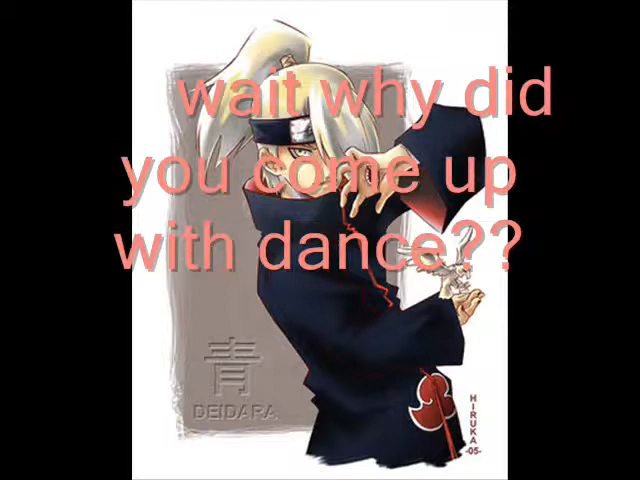 wait why did
you come up
with dance??
青
DEIDARA
HIRUKA
-05-